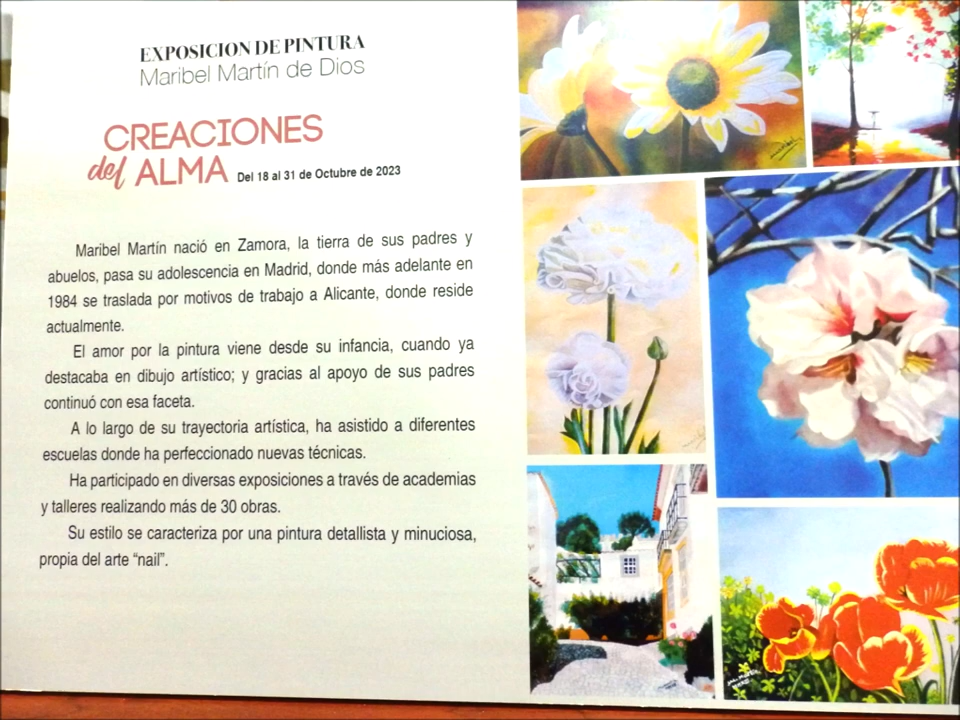 EXPOSICION DE PINTURA
Maribel Martín de Dios
CREACIONES
del ALMA Del 18 al 31 de Octubre de 2023
Maribel Martín nació en Zamora, la tierra de sus padres y
abuelos, pasa su adolescencia en Madrid, donde más adelante en
1984 se traslada por motivos de trabajo a Alicante, donde reside
actualmente.
El amor por la pintura viene desde su infancia, cuando ya
destacaba en dibujo artístico; y gracias al apoyo de sus padres
continuó con esa faceta.
A lo largo de su trayectoria artística, ha asistido a diferentes
escuelas donde ha perfeccionado nuevas técnicas.
Ha participado en diversas exposiciones a través de academias
y talleres realizando más de 30 obras.
Su estilo se caracteriza por una pintura detallista y minuciosa,
propia del arte “nail”.